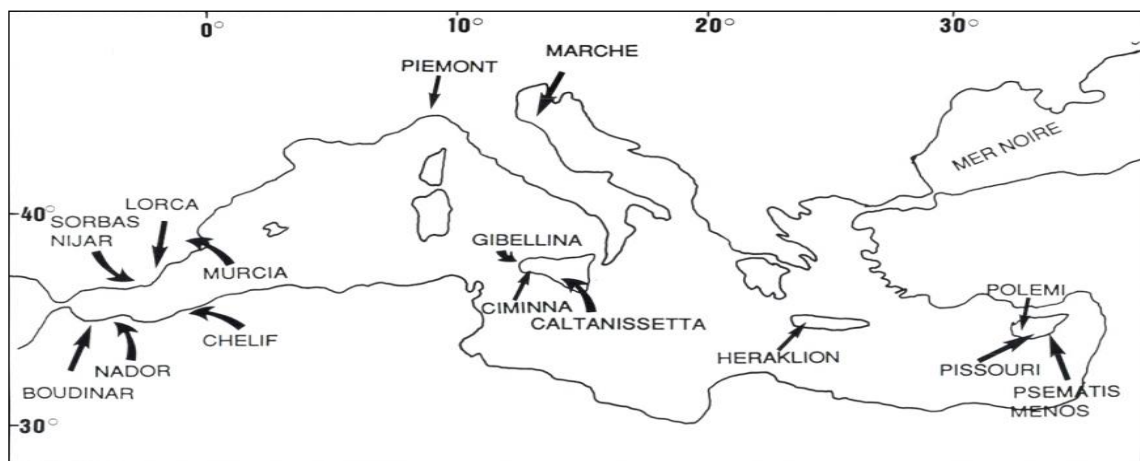 0° 10° 20° 30°
MARCHE
PIEMONT
MER NOIRE
40°
LORCA
SORBAS
NIJAR
MURCIA
GIBELLINA
CIMINNA
CALTANISSETTA
POLEMI
CHELIF
HERAKLION
NADOR
BOUDINAR
PISSOURI
PSEMATIS
MENOS
30°